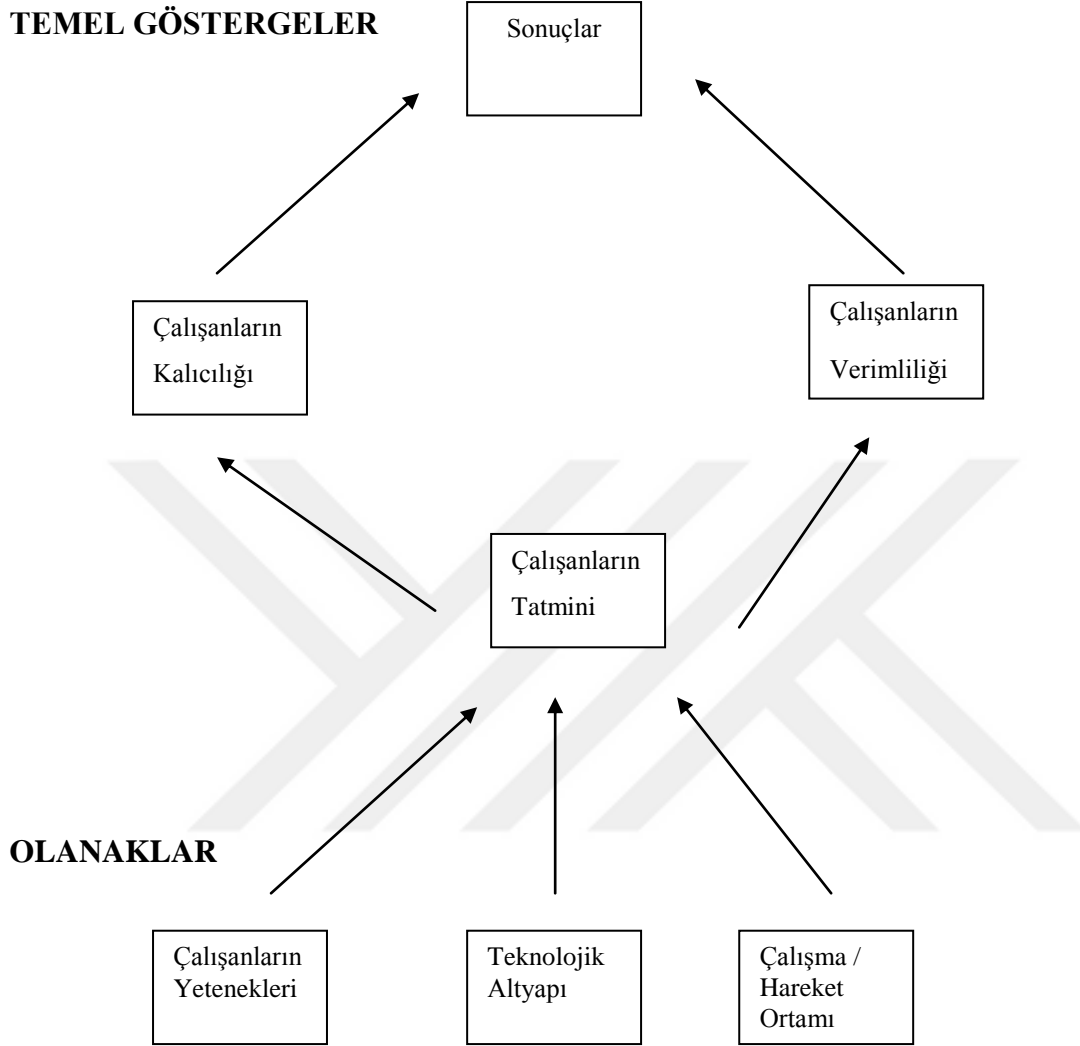 TEMEL GÖSTERGELER
Sonuçlar
Çalışanların
Kalıcılığı
Çalışanların
Verimliliği
Çalışanların
Tatmini
OLANAKLAR
Çalışanların
Yetenekleri
Teknolojik
Altyapı
Çalışma /
Hareket
Ortamı